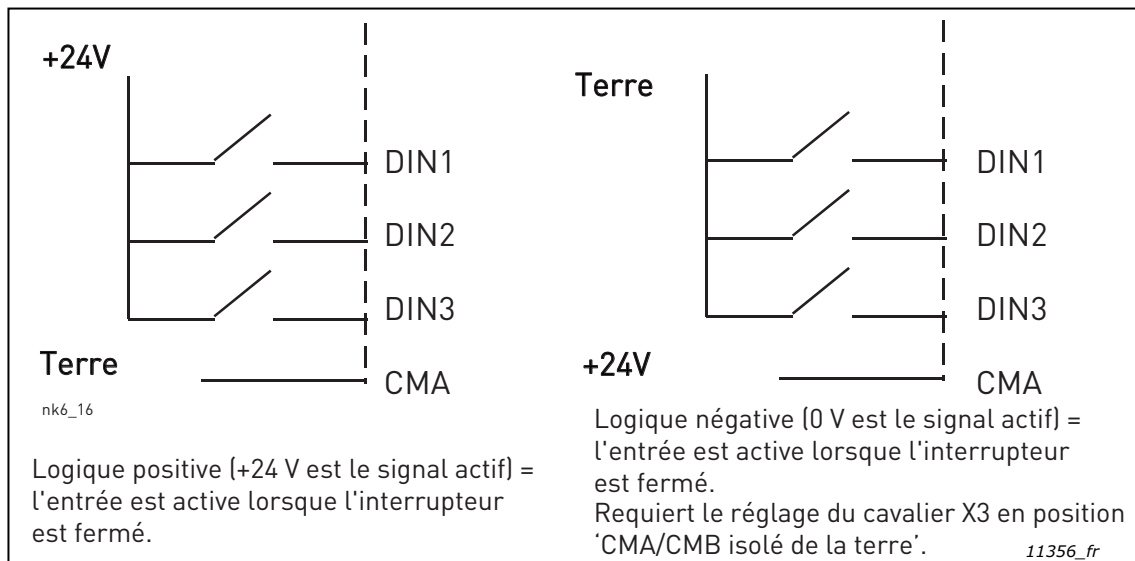 +24V
DIN1
DIN2
DIN3
Terre
CMA
nk6_16
Logique positive (+24 V est le signal actif) =
l'entrée est active lorsque l'interrupteur
est fermé.
Terre
DIN1
DIN2
DIN3
+24V
CMA
Logique négative (0 V est le signal actif) =
l'entrée est active lorsque l'interrupteur
est fermé.
Requiert le réglage du cavalier X3 en position
‘CMA/CMB isolé de la terre’.
11356_fr